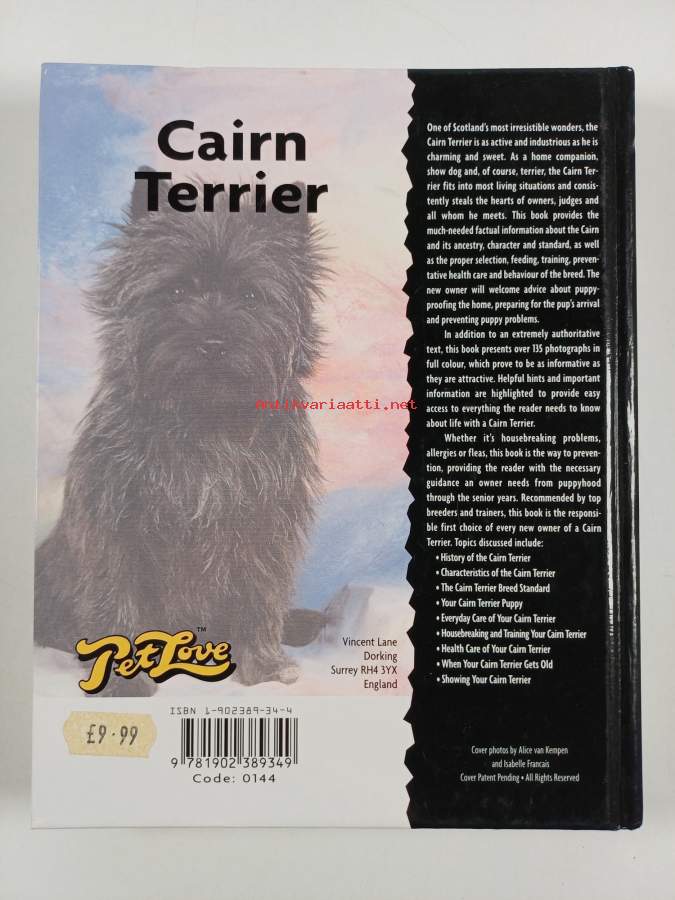 Cairn
Terrier
One of Scotland's most irresistible wonders, the
Cairn Terrier is as active and industrious as he is
charming and sweet. As a home companion,
show dog and, of course, terrier, the Cairn Ter-
rier fits into most living situations and consis-
tently steals the hearts of owners, judges and
all whom he meets. This book provides the
much-needed factual information about the Cairn
and its ancestry, character and standard, as well
as the proper selection, feeding, training, preven-
tative health care and behaviour of the breed. The
new owner will welcome advice about puppy-
proofing the home, preparing for the pup's arrival
and preventing puppy problems.
In addition to an extremely authoritative
text, this book presents over 135 photographs in
full colour, which prove to be as informative as
they are attractive. Helpful hints and important
information are highlighted to provide easy
access to everything the reader needs to know
about life with a Cairn Terrier.
Whether it's housebreaking problems,
allergies or fleas, this book is the way to preven-
tion, providing the reader with the necessary
guidance an owner needs from puppyhood
through the senior years. Recommended by top
breeders and trainers, this book is the responsi-
ble first choice of every new owner of a Cairn
Terrier. Topics discussed include:
• History of the Cairn Terrier
• Characteristics of the Cairn Terrier
• The Cairn Terrier Breed Standard
• Your Cairn Terrier Puppy
• Everyday Care of Your Cairn Terrier
• Housebreaking and Training Your Cairn Terrier
• Health Care of Your Cairn Terrier
• When Your Cairn Terrier Gets Old
• Showing Your Cairn Terrier
Cover photos by Alice van Kempen
and Isabelle Francais
Cover Patent Pending • All Rights Reserved
antikvariaatti.net
PetLove™
Vincent Lane
Dorking
Surrey RH4 3YX
England
£9.99
ISBN 1-902389-34-4
9 781902 389349
Code: 0144